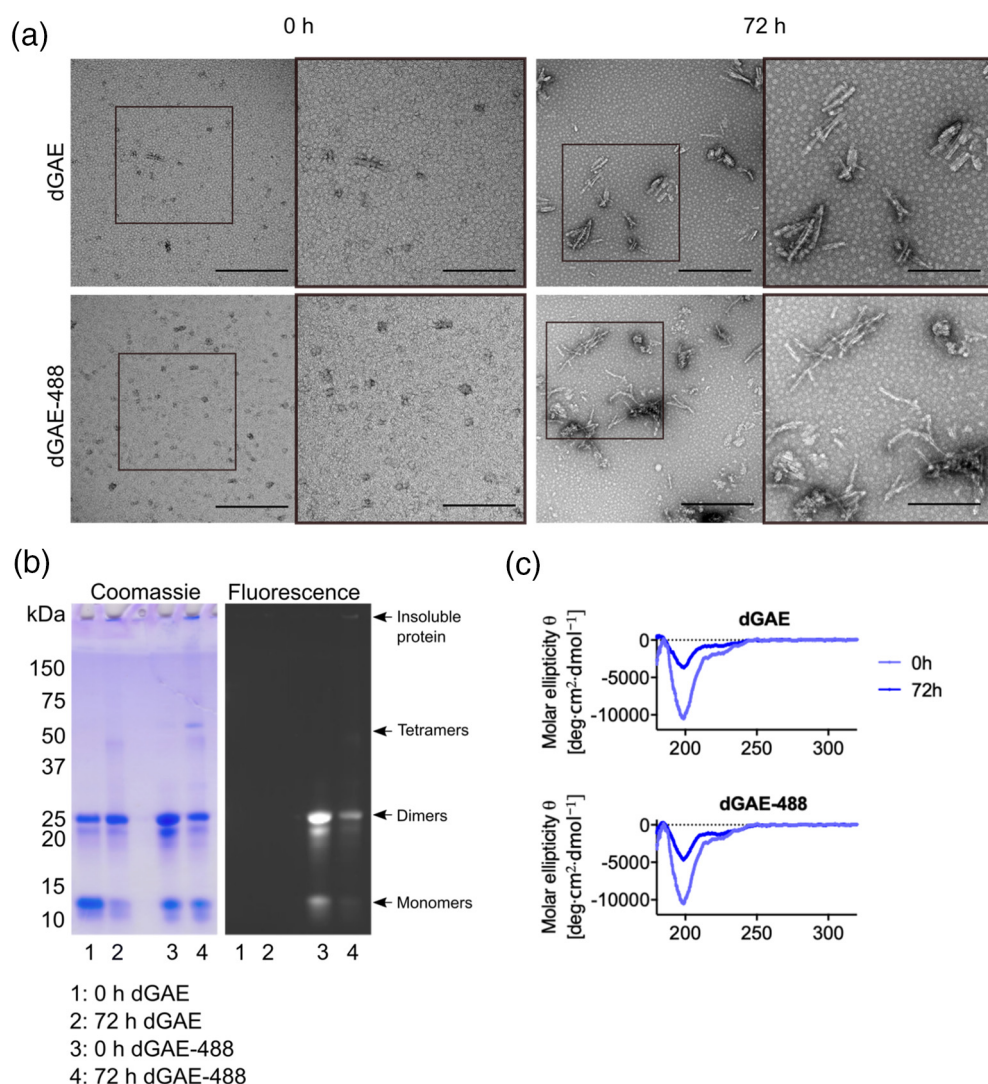 (a)
0 h
72 h
dGAE
dGAE-488
(b)
Coomassie
Fluorescence
kDa
150
75
50
37
25
20
15
10
Insoluble
protein
Tetramers
Dimers
Monomers
1 2 3 4
1 2 3 4
1: 0 h dGAE
2: 72 h dGAE
3: 0 h dGAE-488
4: 72 h dGAE-488
(c)
dGAE
Molar ellipticity θ
[deg·cm²·dmol⁻¹]
0
-5000
-10000
200 250 300
0h
72h
dGAE-488
Molar ellipticity θ
[deg·cm²·dmol⁻¹]
0
-5000
-10000
200 250 300